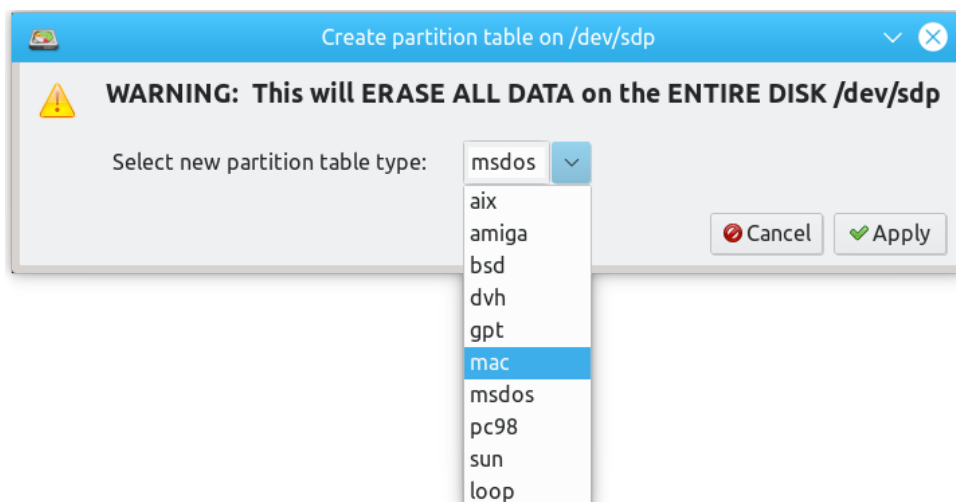 Create partition table on /dev/sdp
WARNING: This will ERASE ALL DATA on the ENTIRE DISK /dev/sdp
Select new partition table type: msdos
aix
amiga
Cancel Apply
bsd
dvh
gpt
mac
msdos
pc98
sun
loop